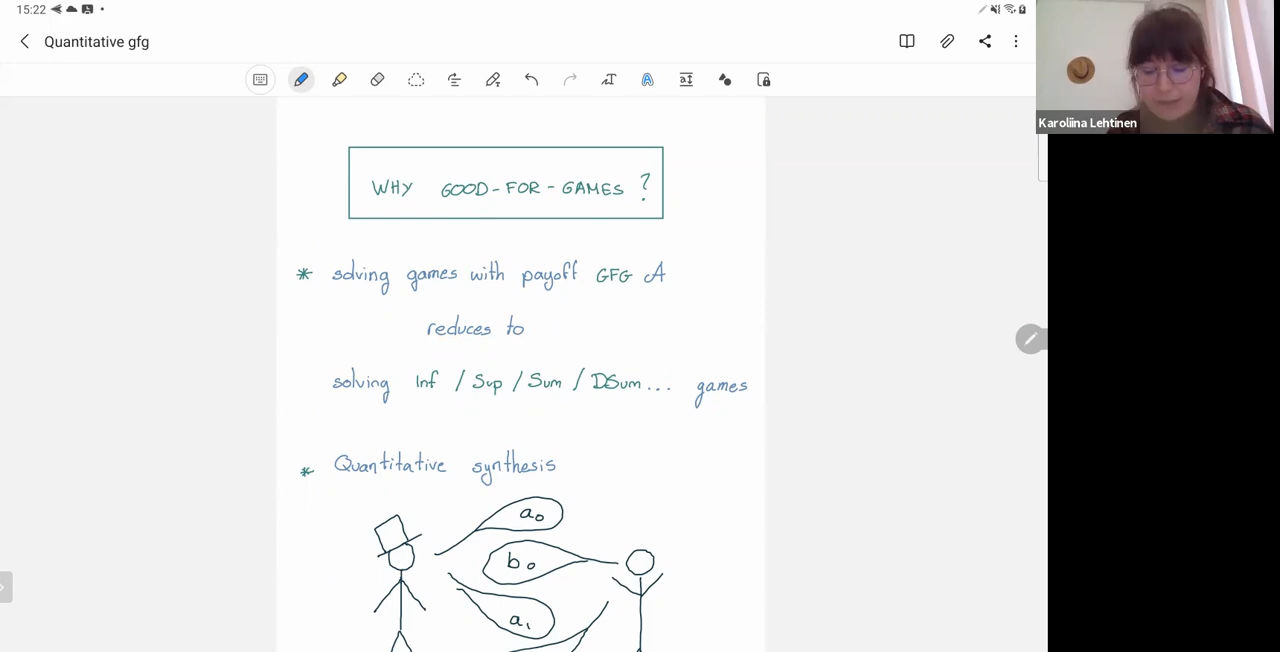 15:22
Quantitative gfg
Karoliina Lehtinen
WHY GOOD-FOR-GAMES ?
* solving games with payoff GFG A
reduces to
solving Inf / Sup / Sum / DSum... games
* Quantitative synthesis
a₀
b₀
a₁